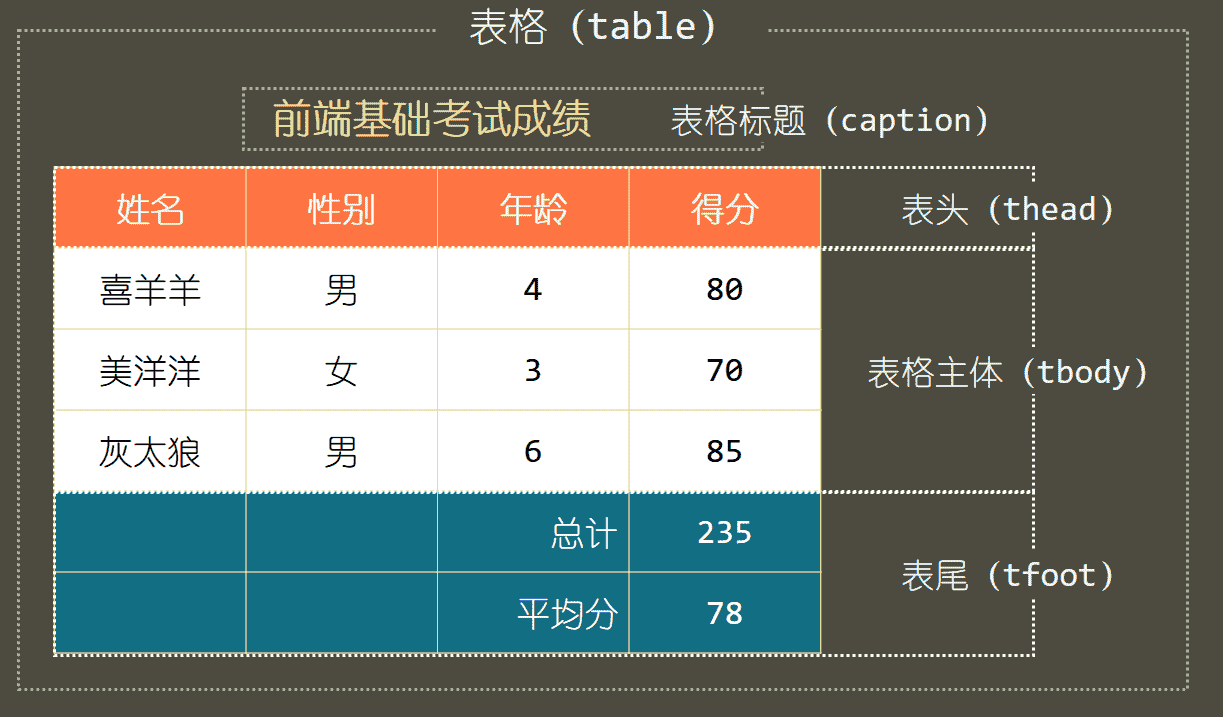 表格 (table)
前端基础考试成绩 表格标题 (caption)
姓名 性别 年龄 得分 表头 (thead)
喜羊羊 男 4 80
美洋洋 女 3 70 表格主体 (tbody)
灰太狼 男 6 85
总计 235
表尾 (tfoot)
平均分 78